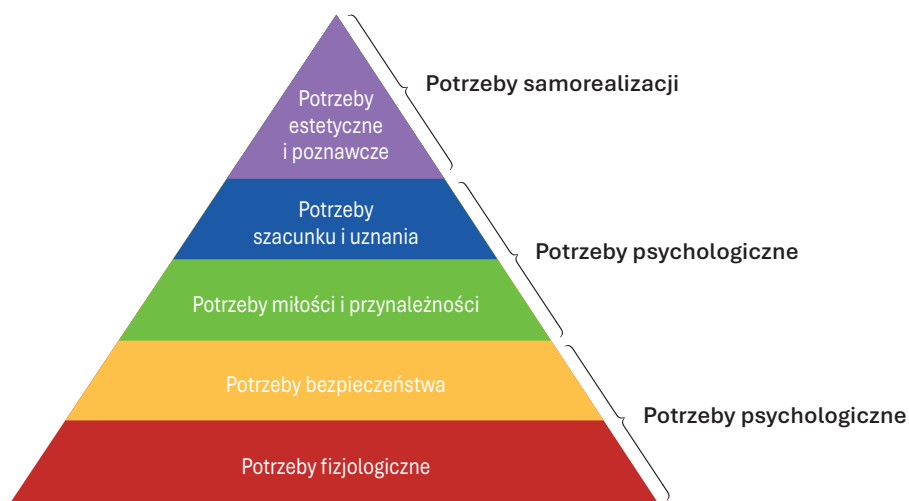 Potrzeby samorealizacji
Potrzeby
estetyczne
i poznawcze
Potrzeby
szacunku i uznania
Potrzeby psychologiczne
Potrzeby miłości i przynależności
Potrzeby bezpieczeństwa
Potrzeby psychologiczne
Potrzeby fizjologiczne